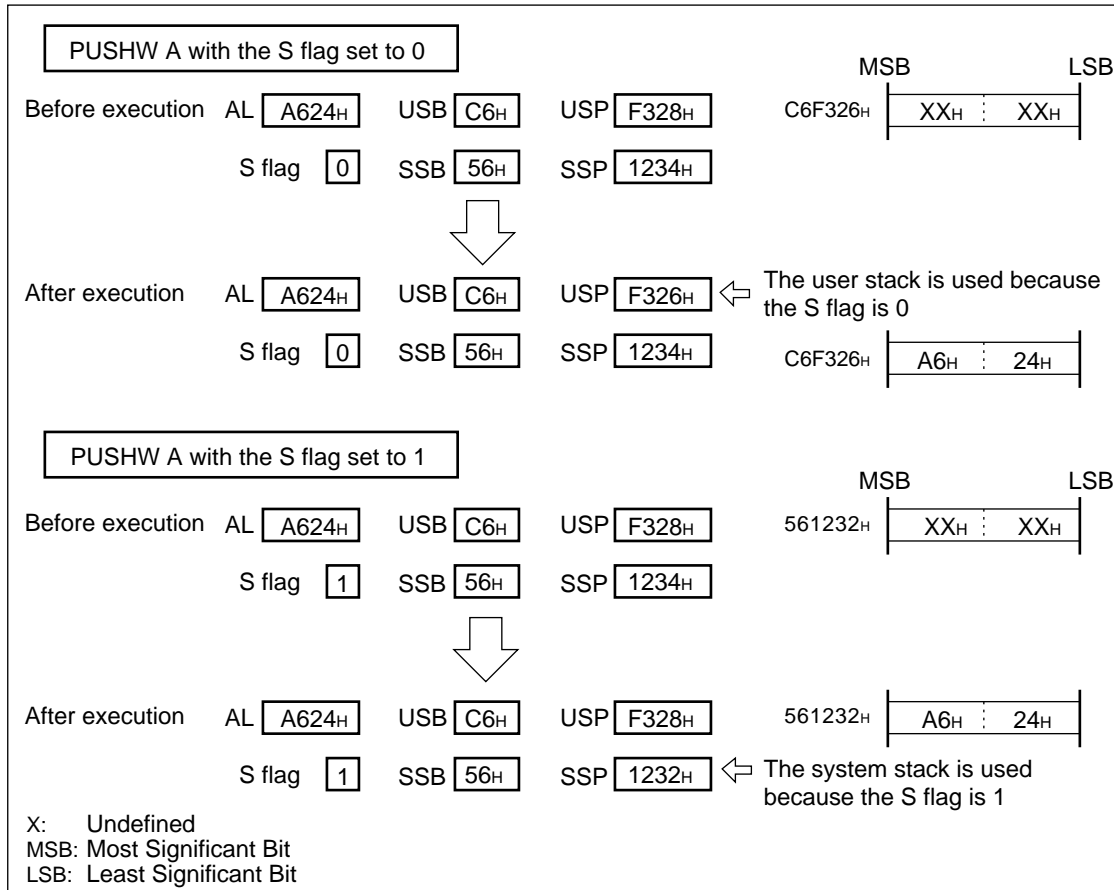 PUSHW A with the S flag set to 0
MSB LSB
Before execution AL A624H USB C6H USP F328H C6F326H XXH XXH
S flag 0 SSB 56H SSP 1234H
After execution AL A624H USB C6H USP F326H The user stack is used because
the S flag is 0
S flag 0 SSB 56H SSP 1234H C6F326H A6H 24H
PUSHW A with the S flag set to 1
MSB LSB
Before execution AL A624H USB C6H USP F328H 561232H XXH XXH
S flag 1 SSB 56H SSP 1234H
After execution AL A624H USB C6H USP F328H 561232H A6H 24H
S flag 1 SSB 56H SSP 1232H The system stack is used
because the S flag is 1
X: Undefined
MSB: Most Significant Bit
LSB: Least Significant Bit